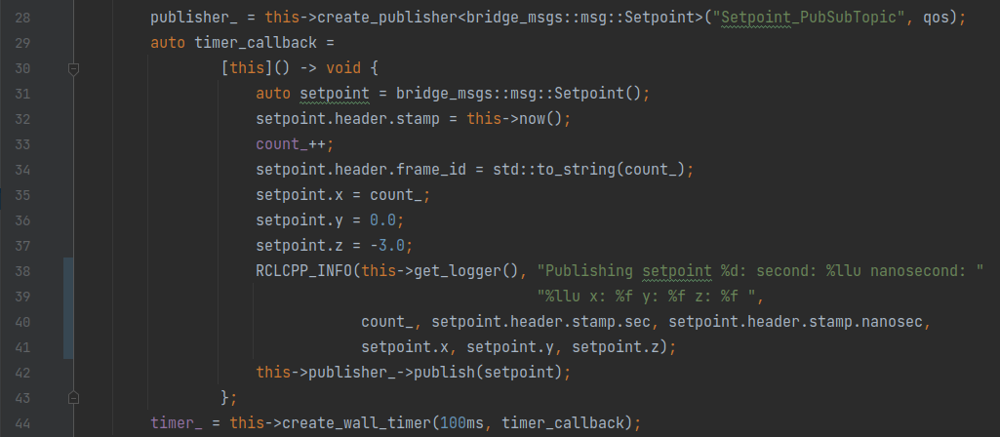 28 publisher_ = this->create_publisher<bridge_msgs::msg::Setpoint>("Setpoint_PubSubTopic", qos);
29 auto timer_callback =
30 [this]() -> void {
31 auto setpoint = bridge_msgs::msg::Setpoint();
32 setpoint.header.stamp = this->now();
33 count_++;
34 setpoint.header.frame_id = std::to_string(count_);
35 setpoint.x = count_;
36 setpoint.y = 0.0;
37 setpoint.z = -3.0;
38 RCLCPP_INFO(this->get_logger(), "Publishing setpoint %d: second: %llu nanosecond: "
39 "%llu x: %f y: %f z: %f ",
40 count_, setpoint.header.stamp.sec, setpoint.header.stamp.nanosec,
41 setpoint.x, setpoint.y, setpoint.z);
42 this->publisher_->publish(setpoint);
43 };
44 timer_ = this->create_wall_timer(100ms, timer_callback);